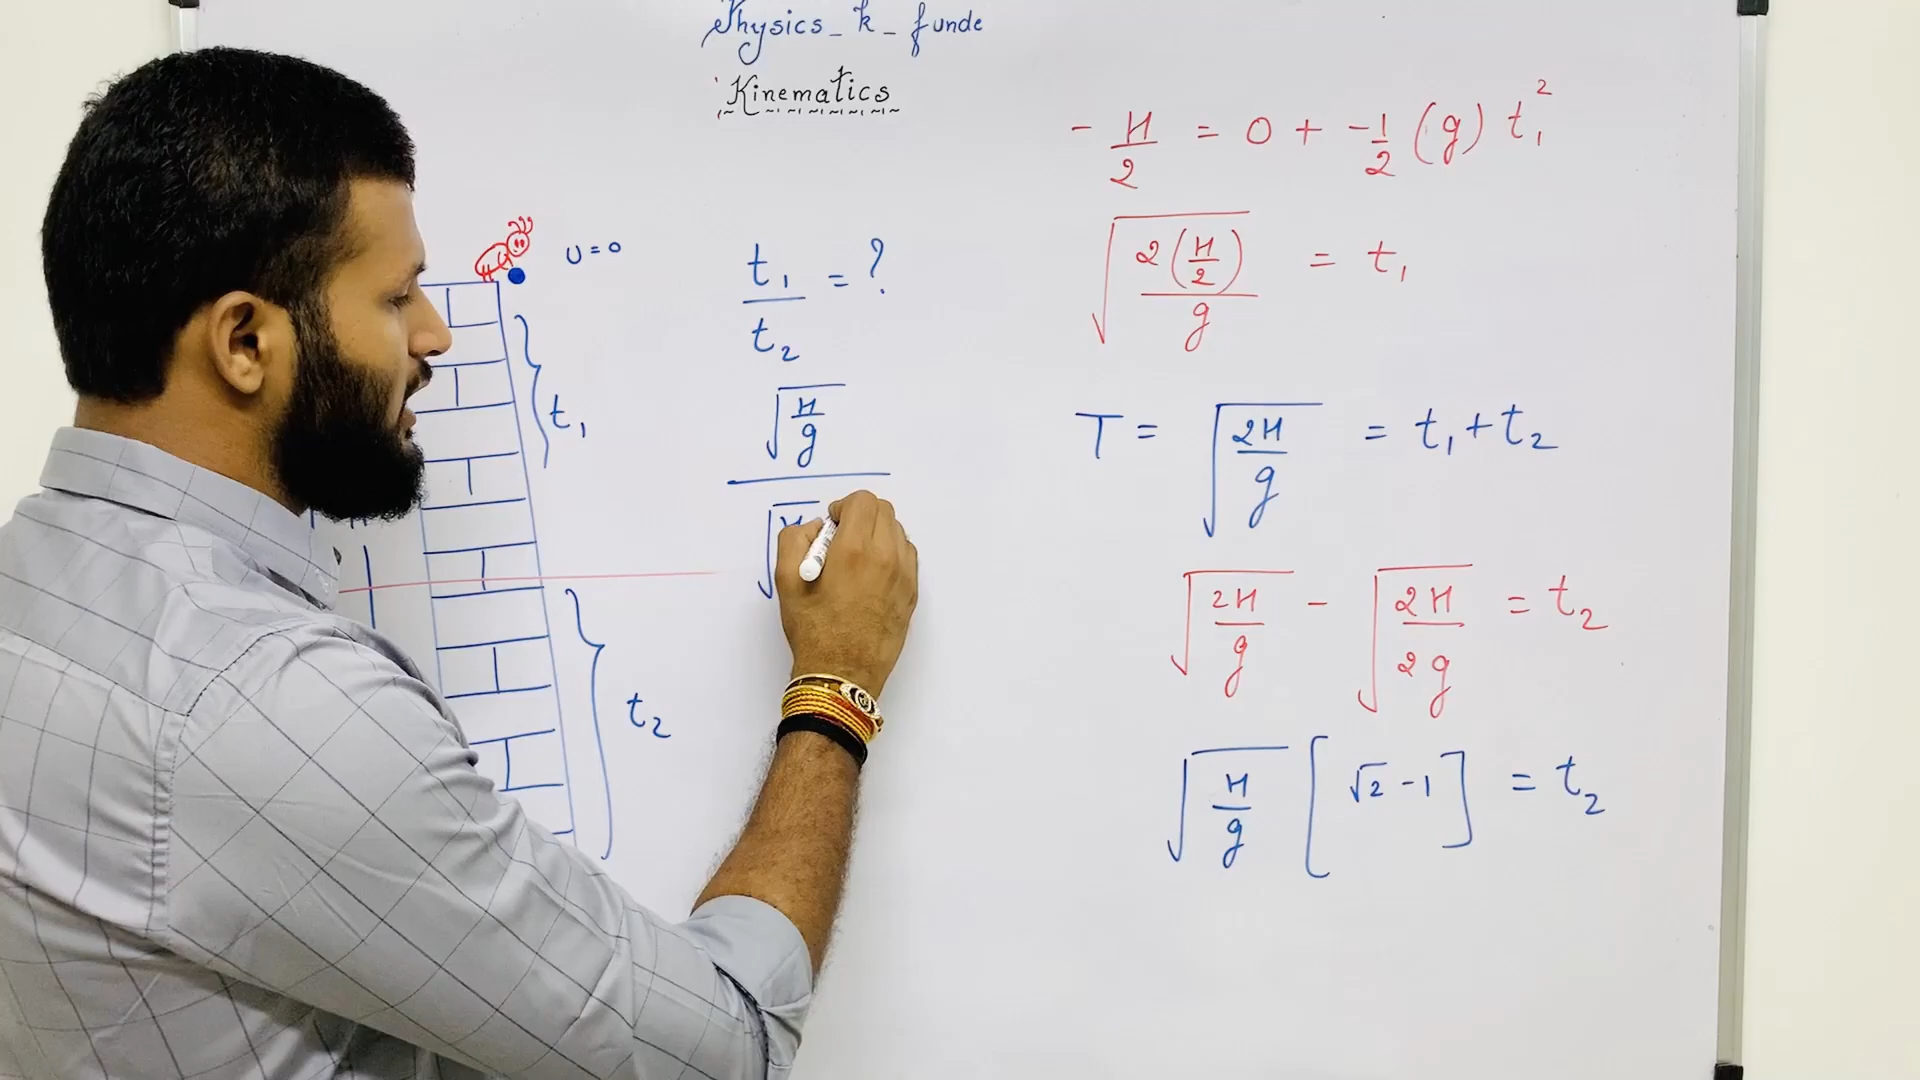 Physics_k_funde
Kinematics
U = 0
t₁
t₂
t₁/t₂ = ?
√(H/g)
√H
-H/2 = 0 + -1/2 (g) t₁²
√(2(H/2)/g) = t₁
T = √(2H/g) = t₁ + t₂
√(2H/g) - √(2H/2g) = t₂
√(H/g) [√2 - 1] = t₂